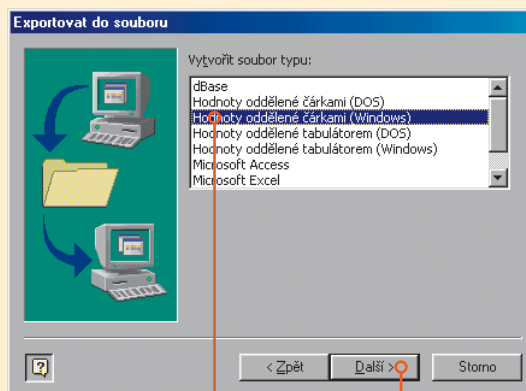 Exportovat do souboru
Vytvořit soubor typu:
dBase
Hodnoty oddělené čárkami (DOS)
Hodnoty oddělené čárkami (Windows)
Hodnoty oddělené tabulátorem (DOS)
Hodnoty oddělené tabulátorem (Windows)
Microsoft Access
Microsoft Excel
< Zpět
Další >
Storno